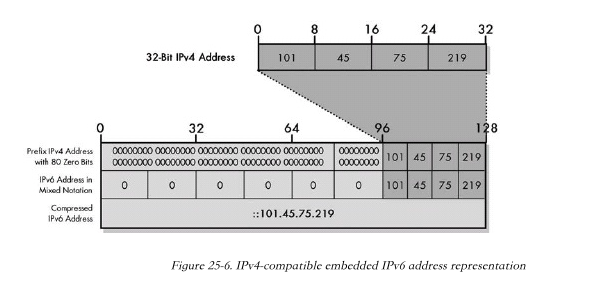 0 8 16 24 32
32-Bit IPv4 Address 101 45 75 219
0 32 64 96 128
Prefix IPv4 Address 00000000 00000000 00000000 00000000 00000000 00000000
with 80 Zero Bits 00000000 00000000 00000000 00000000 00000000 00000000 101 45 75 219
IPv6 Address in
Mixed Notation 0 0 0 0 0 0 101 45 75 219
Compressed
IPv6 Address ::101.45.75.219
Figure 25-6. IPv4-compatible embedded IPv6 address representation